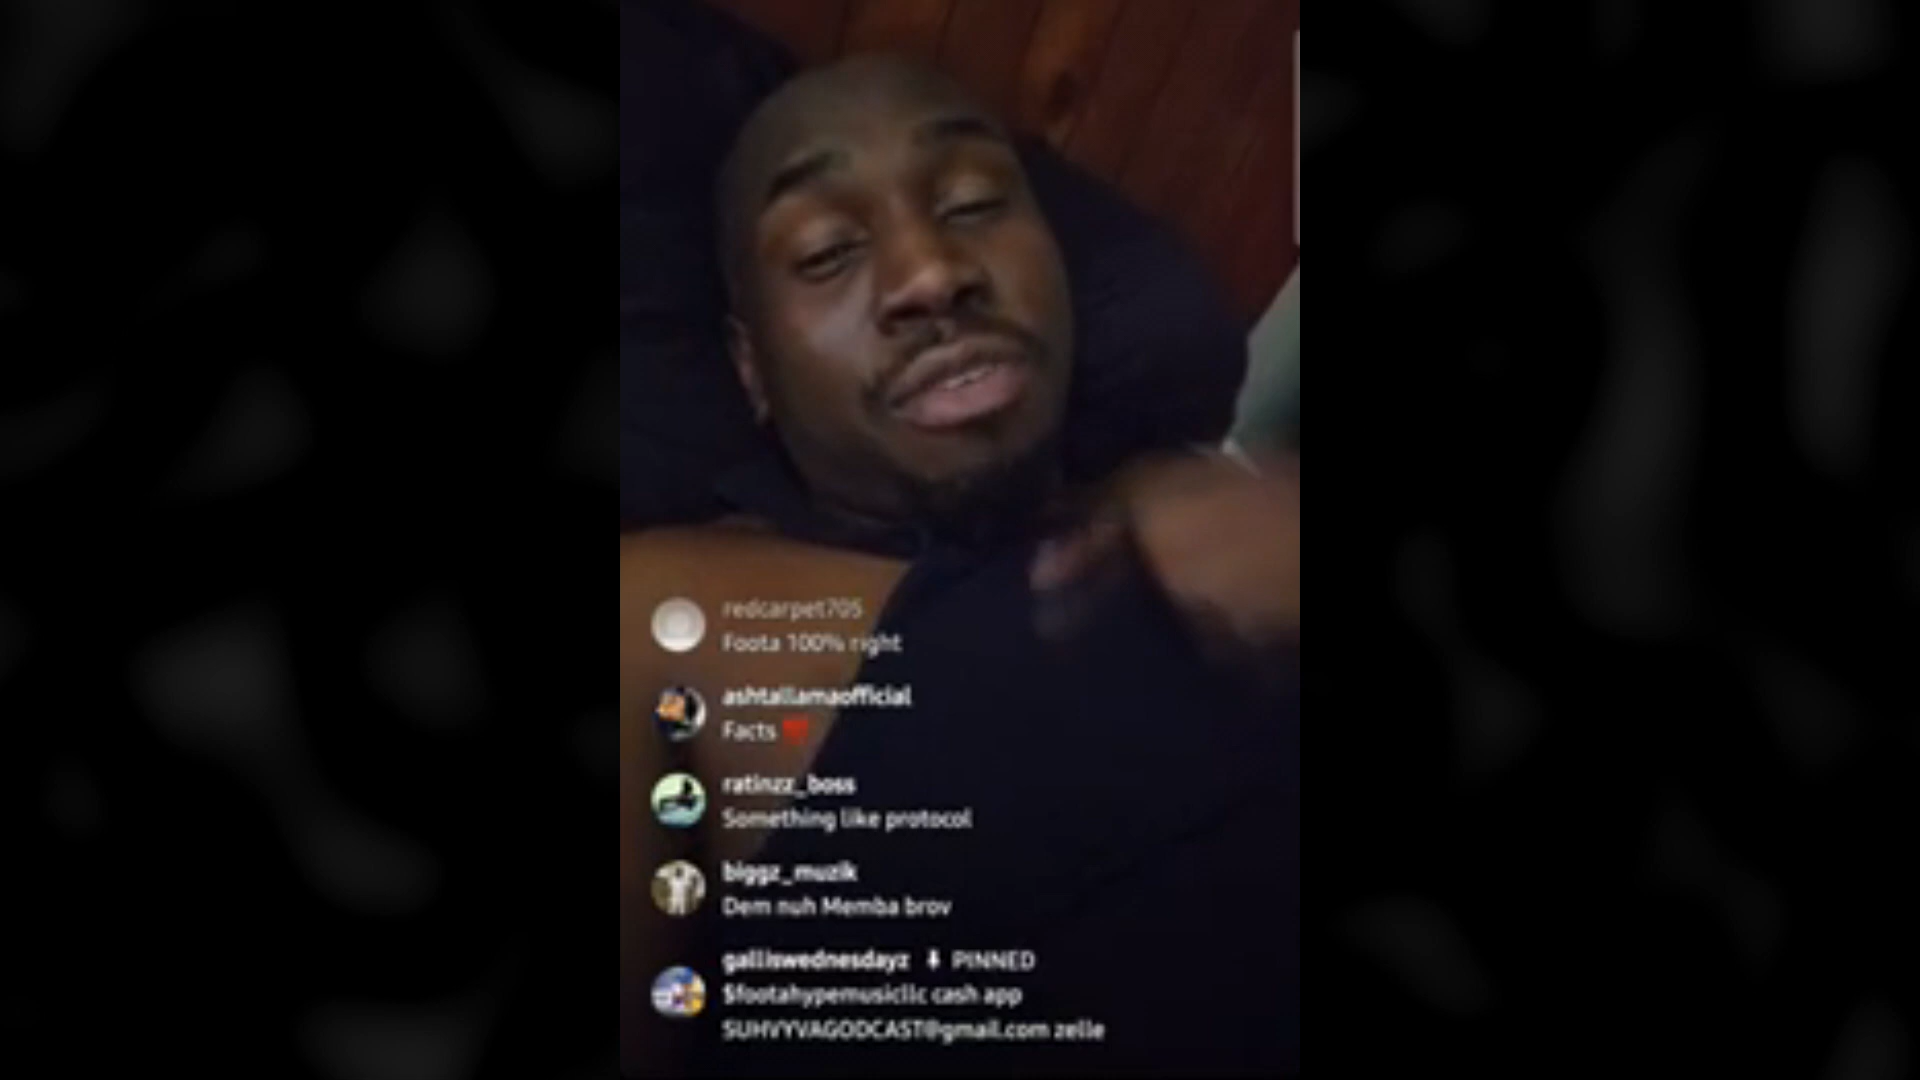 redcarpet705
Foota 100% right
ashtallamaofficial
Facts ❤️
ratinzz_boss
Something like protocol
biggz_muzik
Dem nuh Memba brov
galliswednesdayz PINNED
$footahypemusicllc cash app
SUHVYVAGODCAST@gmail.com zelle